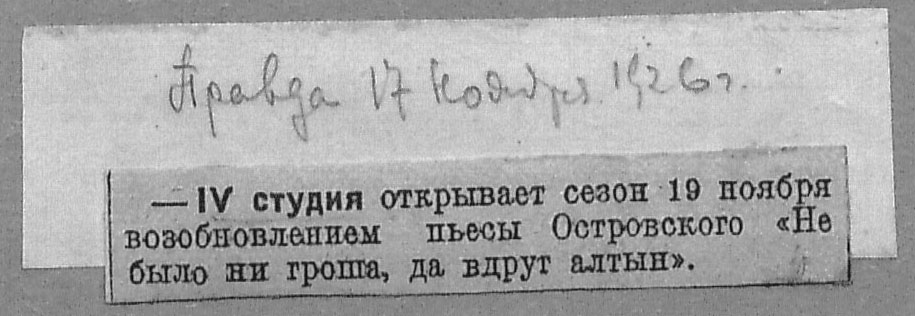 Правда 17 ноября 1926 г.
— IV студия открывает сезон 19 ноября
возобновлением пьесы Островского «Не
было ни гроша, да вдруг алтын».